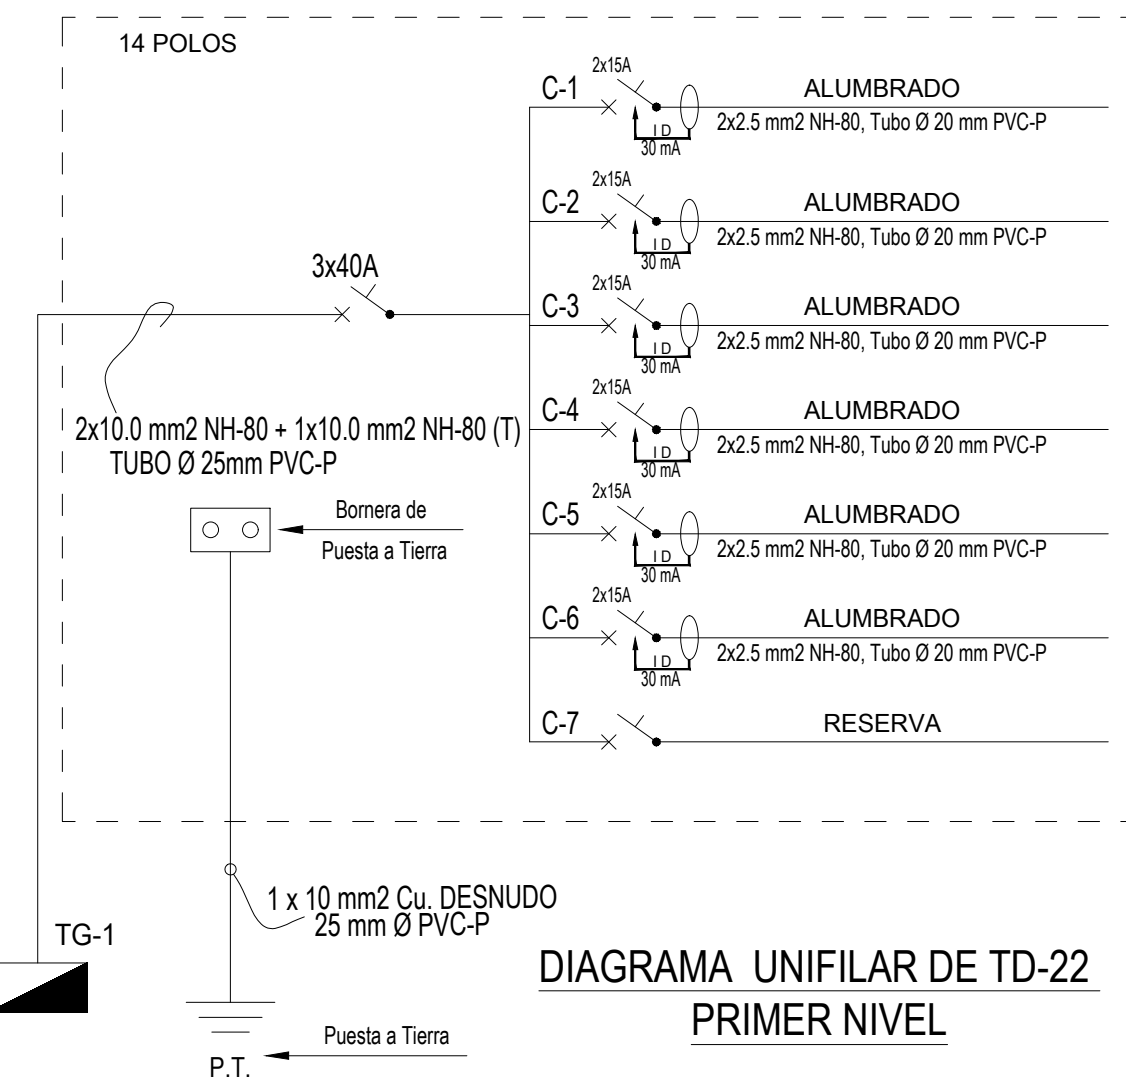 14 POLOS
2x15A
C-1
ALUMBRADO
I D
30 mA
2x2.5 mm2 NH-80, Tubo Ø 20 mm PVC-P
2x15A
C-2
ALUMBRADO
I D
30 mA
2x2.5 mm2 NH-80, Tubo Ø 20 mm PVC-P
3x40A
2x15A
C-3
ALUMBRADO
I D
30 mA
2x2.5 mm2 NH-80, Tubo Ø 20 mm PVC-P
2x15A
C-4
ALUMBRADO
I D
30 mA
2x2.5 mm2 NH-80, Tubo Ø 20 mm PVC-P
2x10.0 mm2 NH-80 + 1x10.0 mm2 NH-80 (T)
TUBO Ø 25mm PVC-P
2x15A
C-5
ALUMBRADO
I D
30 mA
2x2.5 mm2 NH-80, Tubo Ø 20 mm PVC-P
Bornera de
Puesta a Tierra
2x15A
C-6
ALUMBRADO
I D
30 mA
2x2.5 mm2 NH-80, Tubo Ø 20 mm PVC-P
C-7
RESERVA
1 x 10 mm2 Cu. DESNUDO
25 mm Ø PVC-P
TG-1
DIAGRAMA UNIFILAR DE TD-22
PRIMER NIVEL
Puesta a Tierra
P.T.